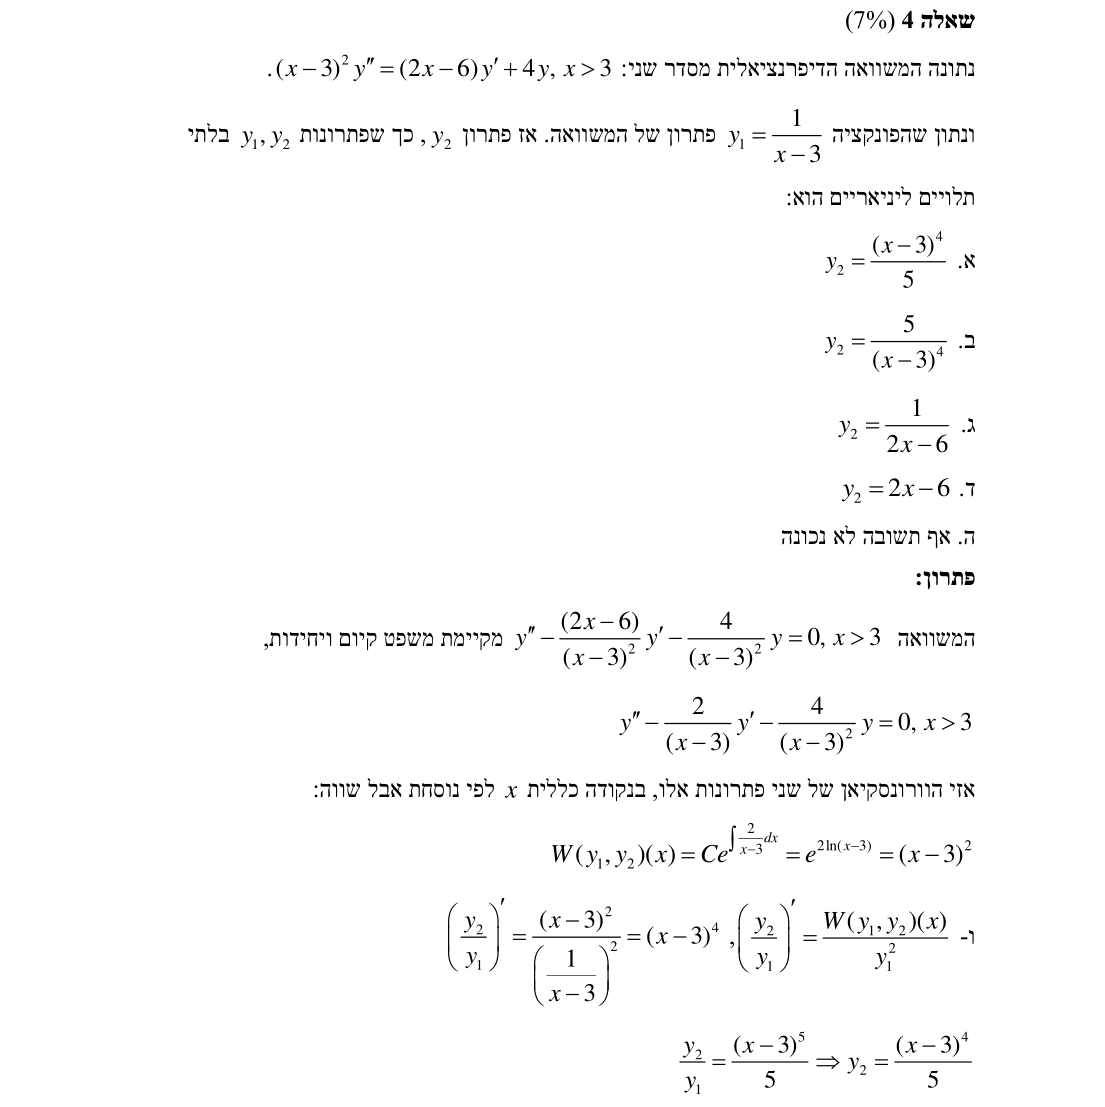 שאלה 4 (7%)
נתונה המשוואה הדיפרנציאלית מסדר שני: (x−3)² y″ = (2x−6) y′ + 4y, x > 3 .
ונתון שהפונקציה y₁ = 1/(x−3) פתרון של המשוואה. אז פתרון y₂ , כך שפתרונות y₁, y₂ בלתי
תלויים ליניאריים הוא:
א. y₂ = (x−3)⁴/5
ב. y₂ = 5/(x−3)⁴
ג. y₂ = 1/(2x−6)
ד. y₂ = 2x−6
ה. אף תשובה לא נכונה
פתרון:
המשוואה y″ − (2x−6)/(x−3)² y′ − 4/(x−3)² y = 0, x > 3 מקיימת משפט קיום ויחידות,
y″ − 2/(x−3) y′ − 4/(x−3)² y = 0, x > 3
אזי הוורונסקיאן של שני פתרונות אלו, בנקודה כללית x לפי נוסחת אבל שווה:
W(y₁, y₂)(x) = Ce^(∫ 2/(x−3) dx) = e^(2ln(x−3)) = (x−3)²
ו- (y₂/y₁)′ = W(y₁, y₂)(x)/y₁² , (y₂/y₁)′ = (x−3)²/(1/(x−3))² = (x−3)⁴
y₂/y₁ = (x−3)⁵/5 ⇒ y₂ = (x−3)⁴/5